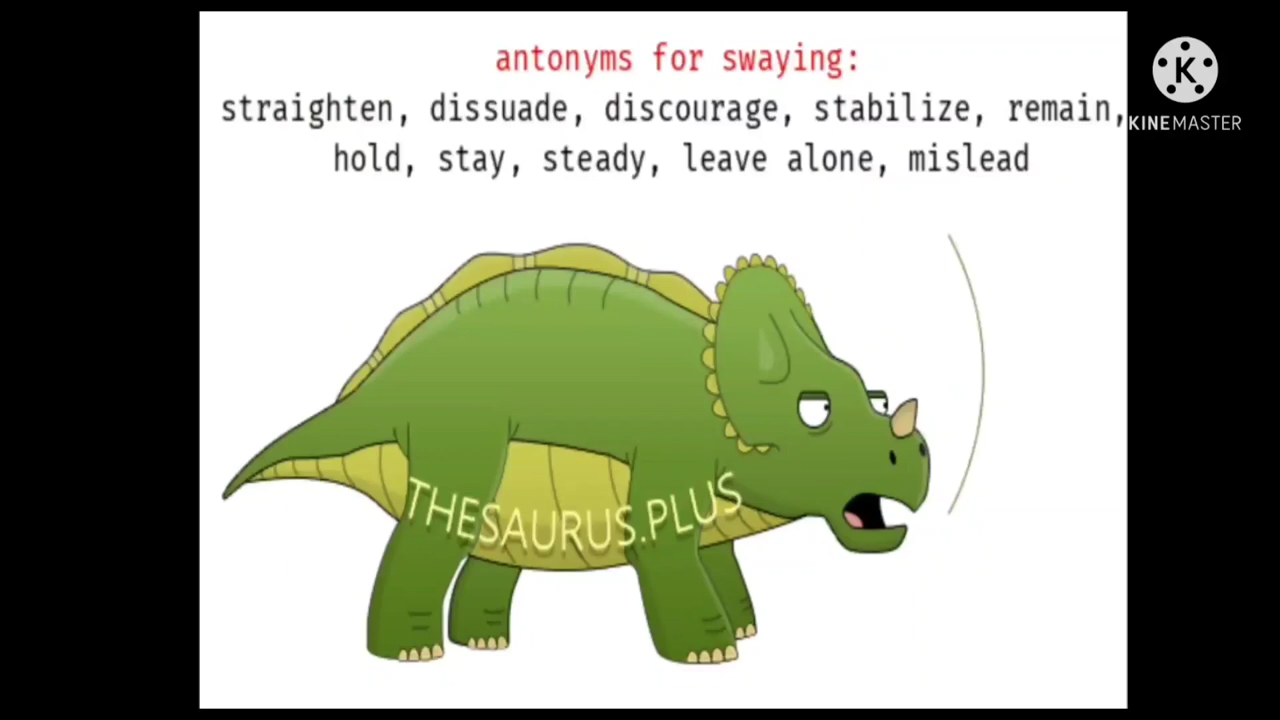 antonyms for swaying:
straighten, dissuade, discourage, stabilize, remain,
hold, stay, steady, leave alone, mislead
K
KINEMASTER
THESAURUS.PLUS